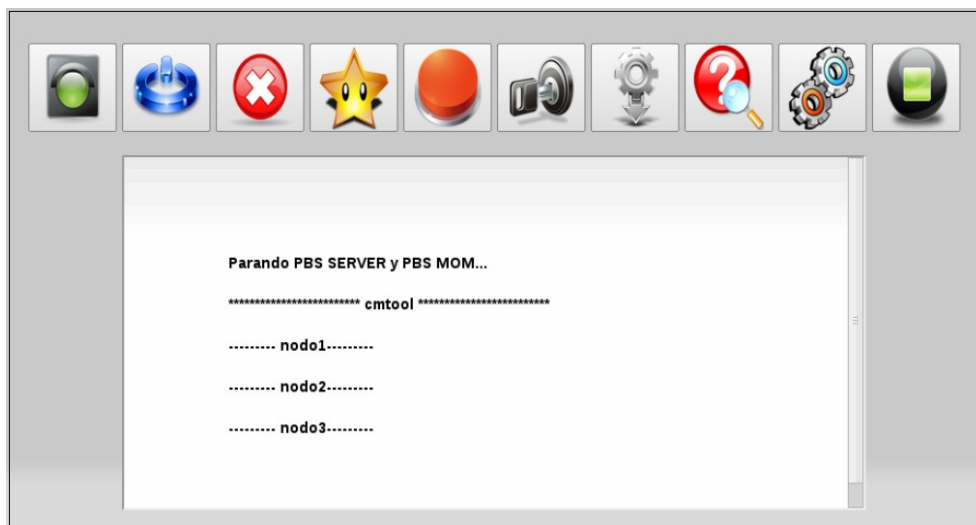 Parando PBS SERVER y PBS MOM...
************************* cmtool *************************
--------- nodo1---------
--------- nodo2---------
--------- nodo3---------